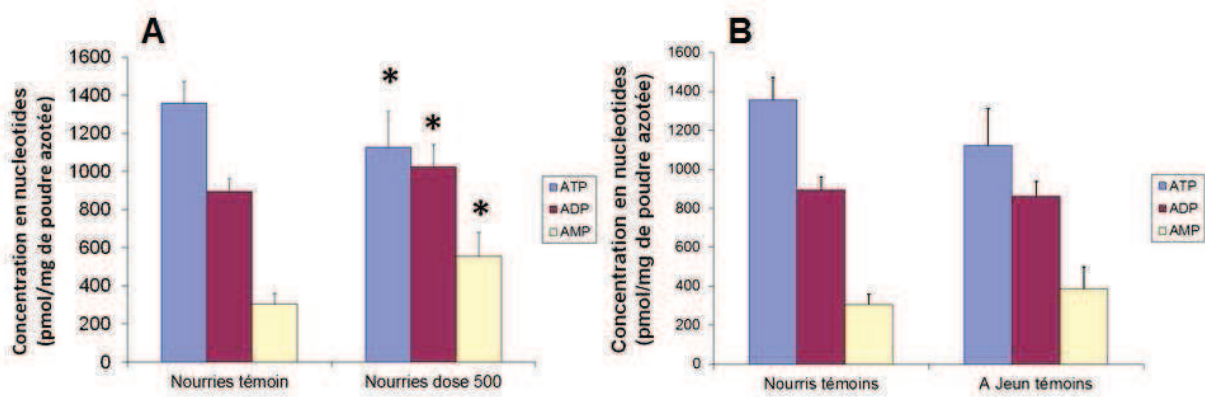 A
Concentration en nucleotides
(pmol/mg de poudre azotée)
1600
1400
1200
1000
800
600
400
200
0
* * *
Nourries témoin
Nourries dose 500
ATP
ADP
AMP
B
Concentration en nucleotides
(pmol/mg de poudre azotée)
1600
1400
1200
1000
800
600
400
200
0
Nourris témoins
A Jeun témoins
ATP
ADP
AMP